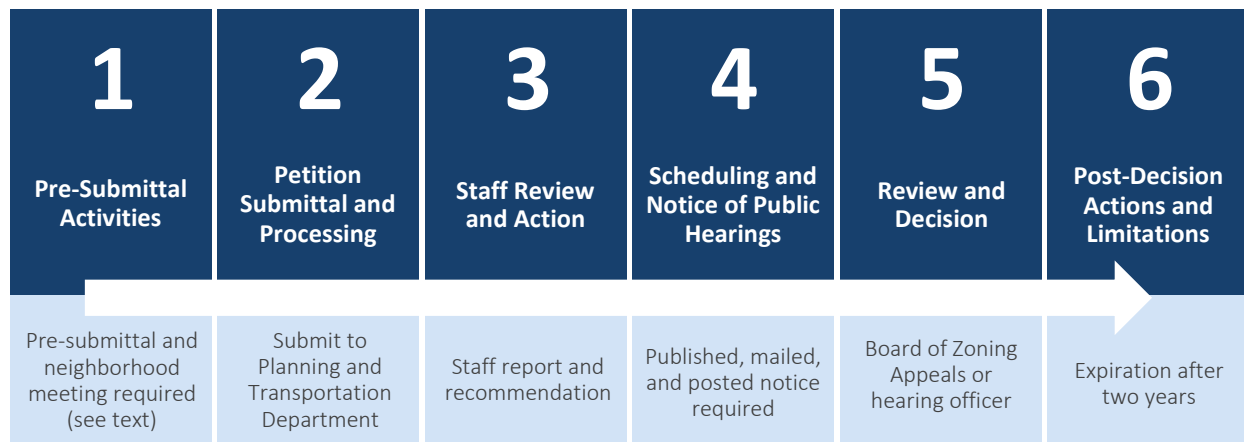 1
Pre-Submittal
Activities
Pre-submittal and
neighborhood
meeting required
(see text)
2
Petition
Submittal and
Processing
Submit to
Planning and
Transportation
Department
3
Staff Review
and Action
Staff report and
recommendation
4
Scheduling and
Notice of Public
Hearings
Published, mailed,
and posted notice
required
5
Review and
Decision
Board of Zoning
Appeals or
hearing officer
6
Post-Decision
Actions and
Limitations
Expiration after
two years